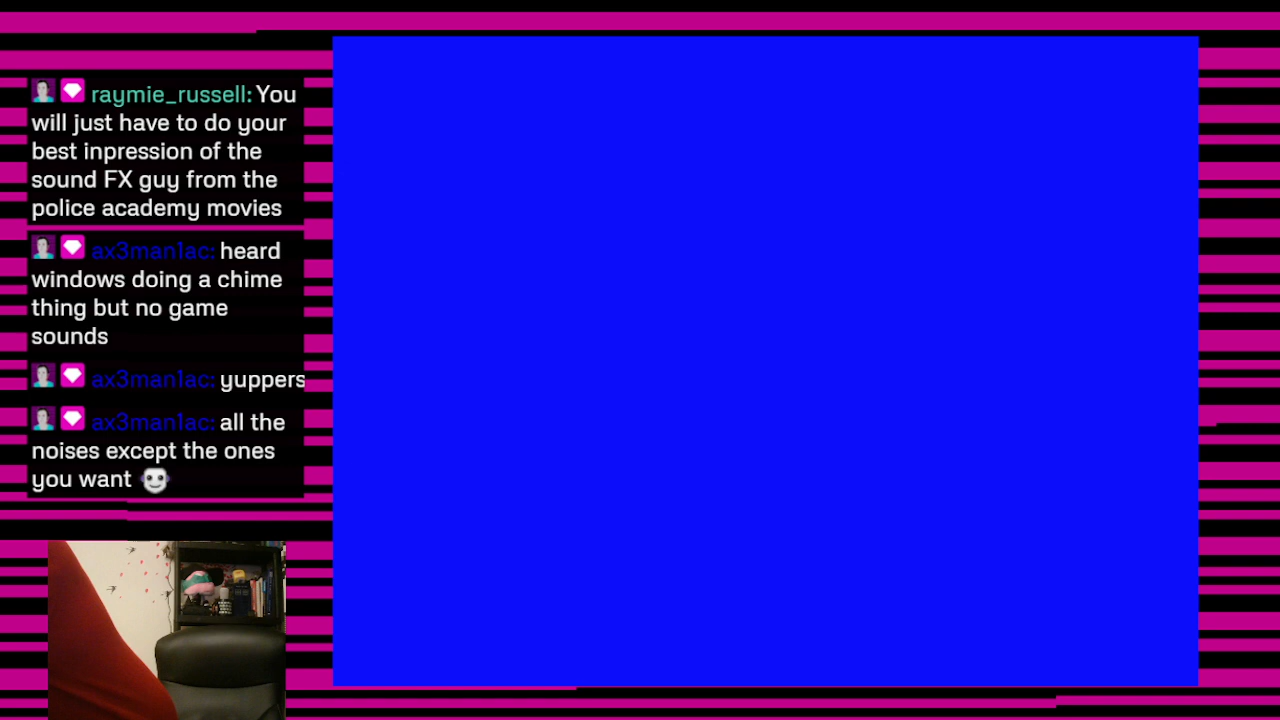 raymie_russell: You
will just have to do your
best inpression of the
sound FX guy from the
police academy movies
ax3man1ac: heard
windows doing a chime
thing but no game
sounds
ax3man1ac: yuppers
ax3man1ac: all the
noises except the ones
you want